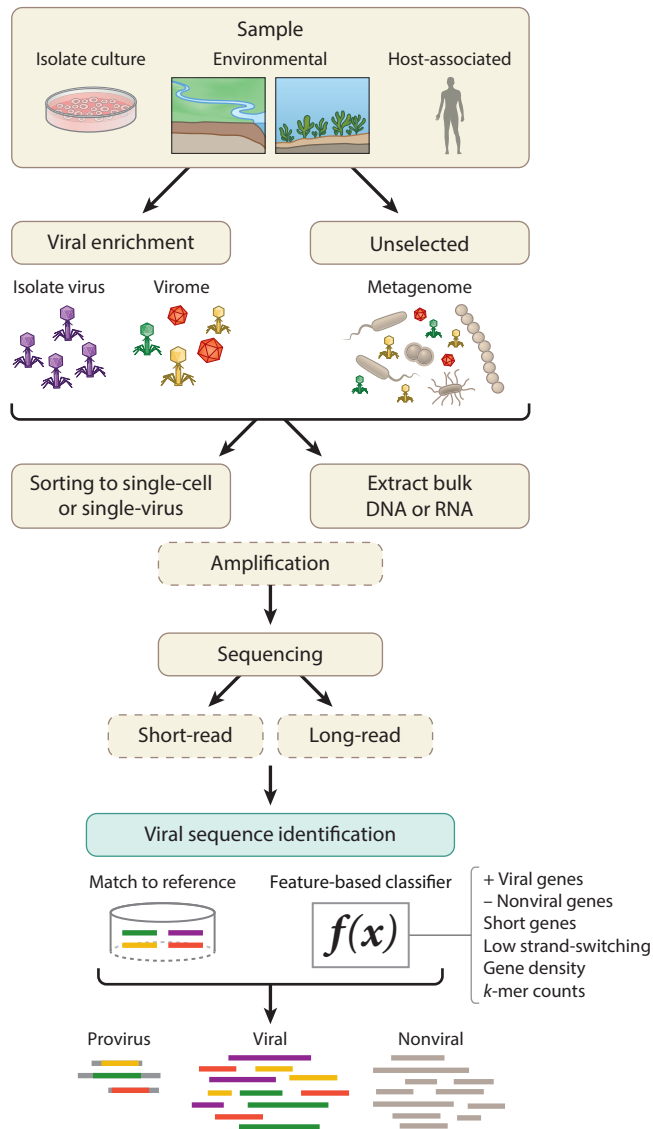 Sample
Isolate culture
Environmental
Host-associated
Viral enrichment
Unselected
Isolate virus
Virome
Metagenome
Sorting to single-cell
or single-virus
Extract bulk
DNA or RNA
Amplification
Sequencing
Short-read
Long-read
Viral sequence identification
Match to reference
Feature-based classifier
f(x)
+ Viral genes
– Nonviral genes
Short genes
Low strand-switching
Gene density
k-mer counts
Provirus
Viral
Nonviral